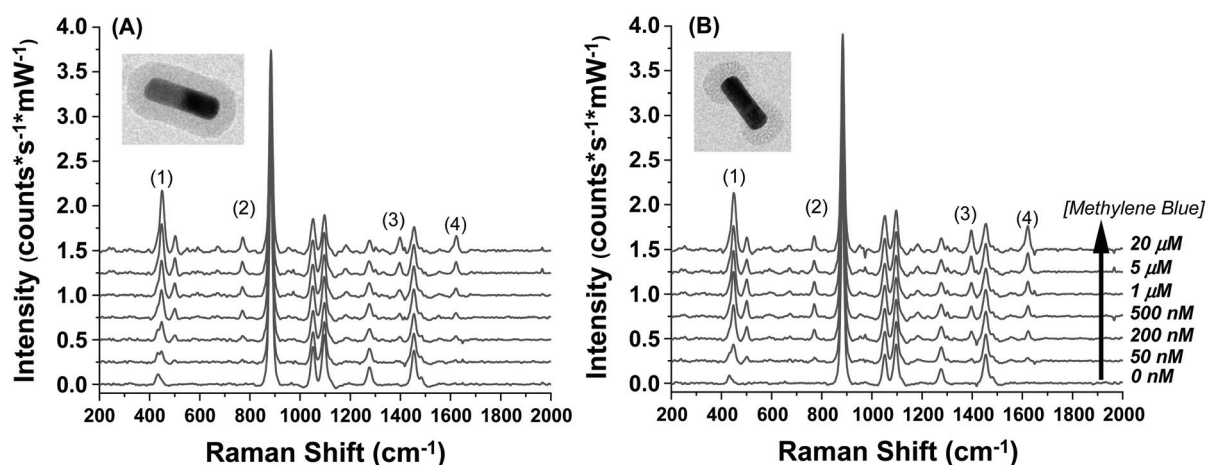 (A)
Intensity (counts*s-1*mW-1)
4.0
3.5
3.0
2.5
2.0
1.5
1.0
0.5
0.0
(1)
(2)
(3)
(4)
200 400 600 800 1000 1200 1400 1600 1800 2000
Raman Shift (cm-1)
(B)
Intensity (counts*s-1*mW-1)
4.0
3.5
3.0
2.5
2.0
1.5
1.0
0.5
0.0
(1)
(2)
(3)
(4)
200 400 600 800 1000 1200 1400 1600 1800 2000
Raman Shift (cm-1)
[Methylene Blue]
20 μM
5 μM
1 μM
500 nM
200 nM
50 nM
0 nM